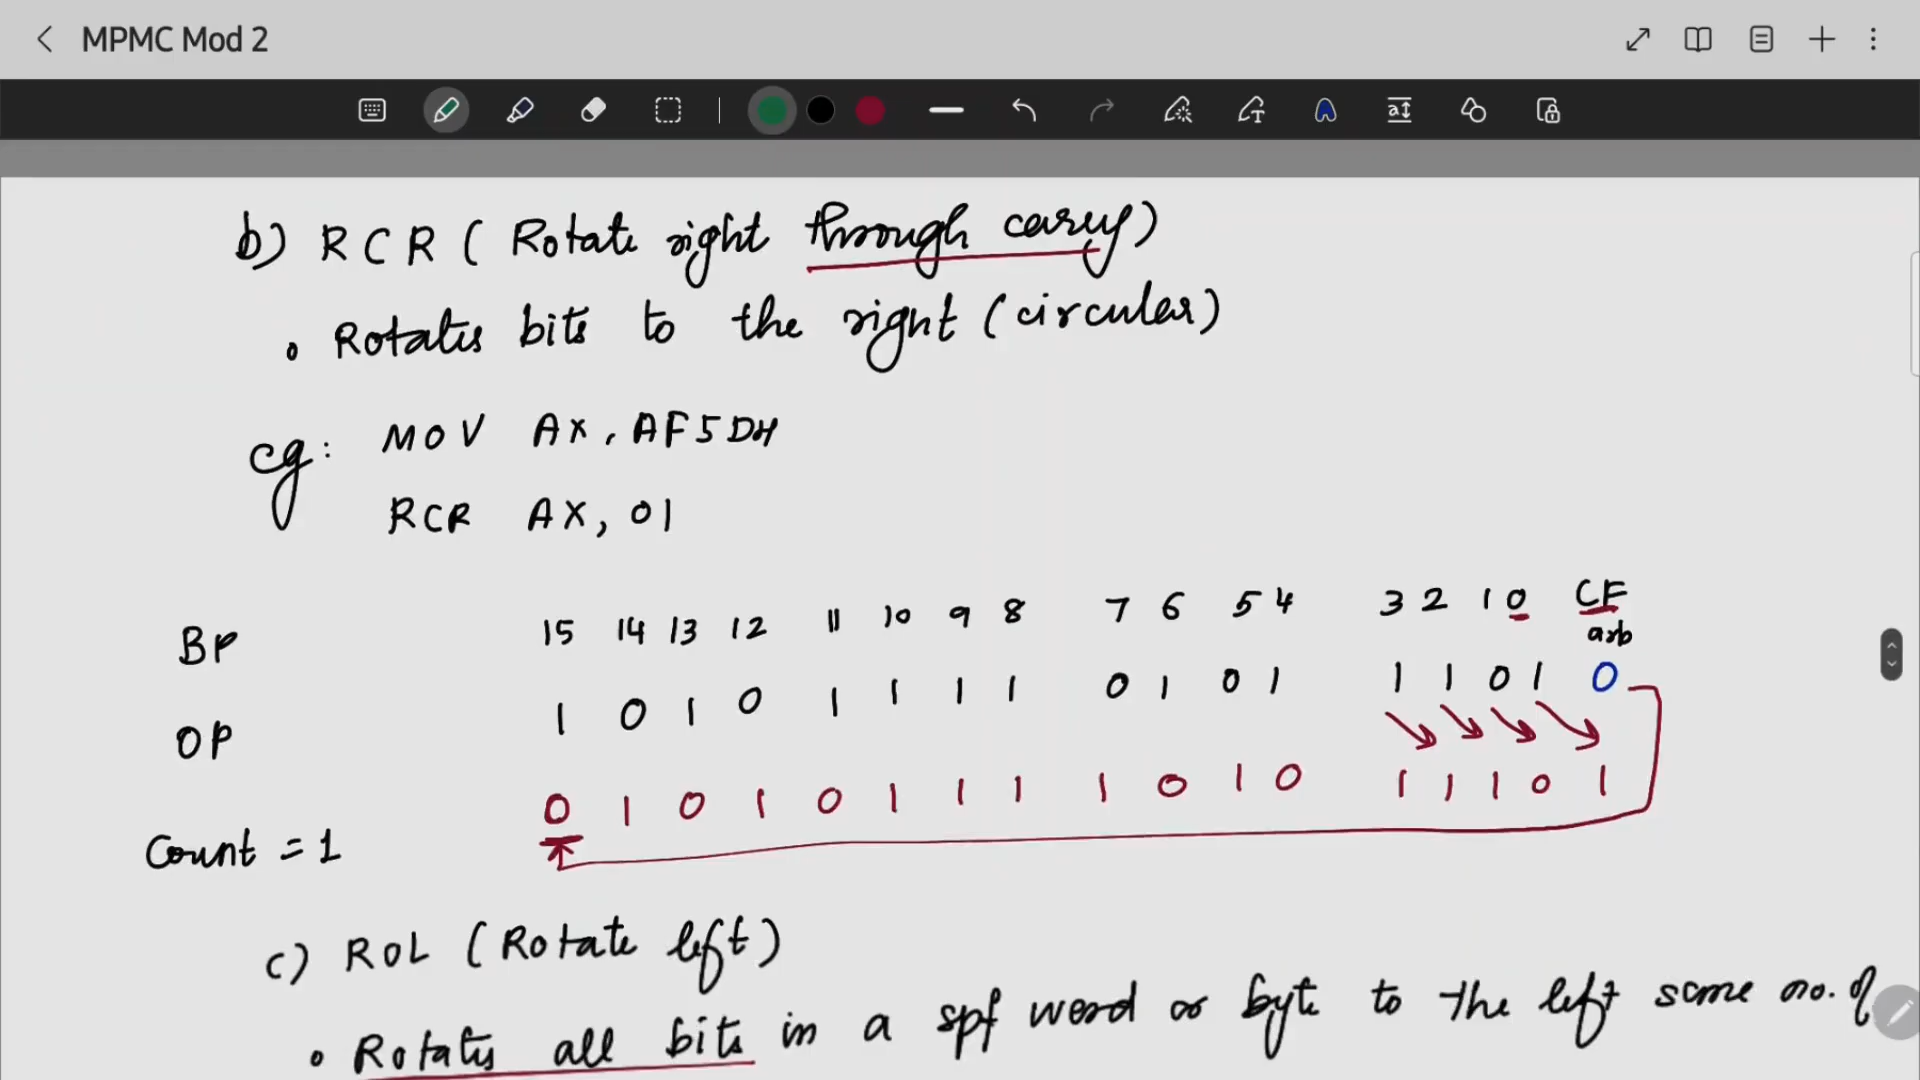 MPMC Mod 2
b) RCR ( Rotate right through carry)
• Rotates bits to the right (circular)
eg: MOV AX, AF5DH
RCR AX, 01
BP 15 14 13 12 11 10 9 8 7 6 5 4 3 2 1 0 CF
arb
OP 1 0 1 0 1 1 1 1 0 1 0 1 1 1 0 1 0
Count = 1 0 1 0 1 0 1 1 1 1 0 1 0 1 1 1 0 1
c) ROL (Rotate left)
• Rotates all bits in a spf word or byte to the left some no. of